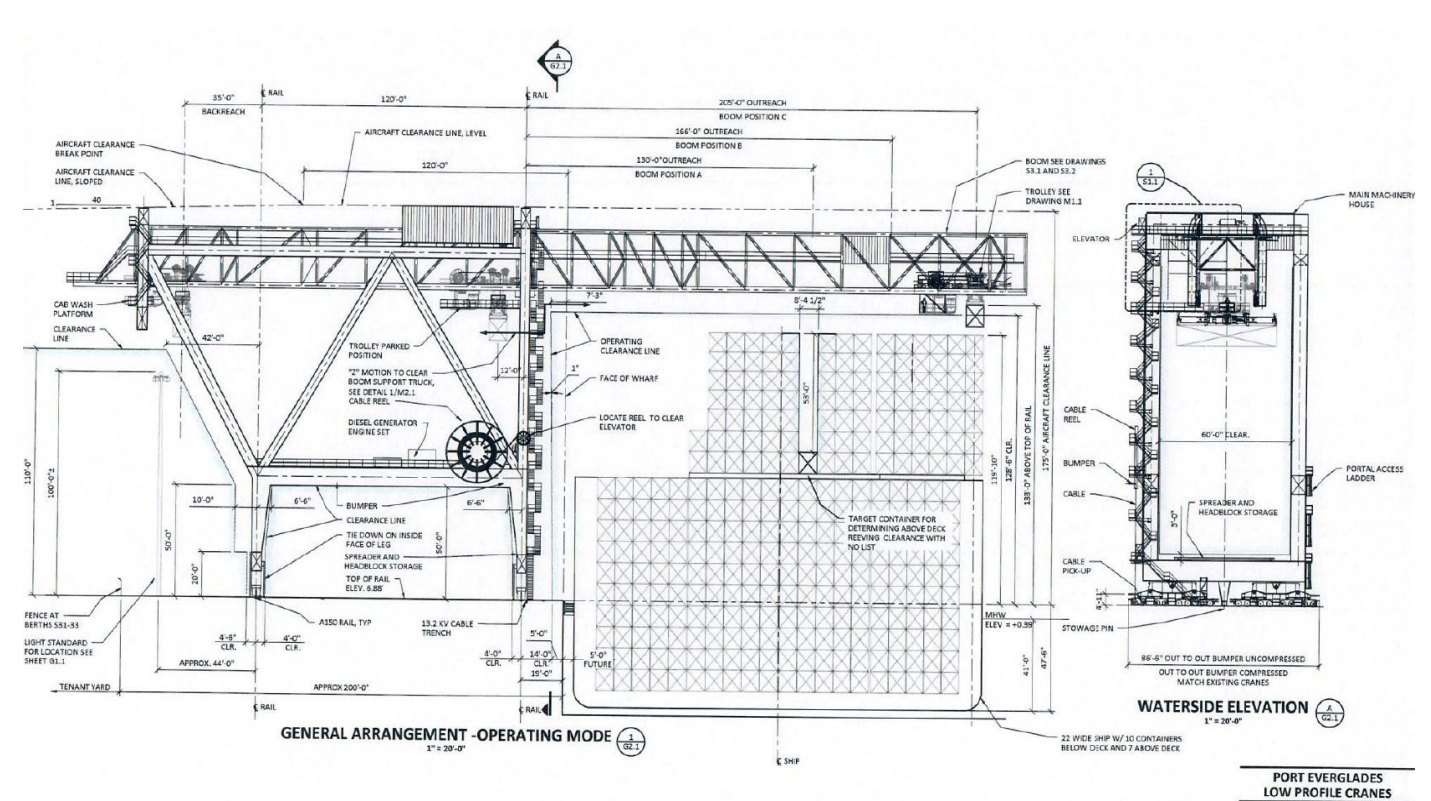 A
G2.1
35'-0"
BACKREACH
℄ RAIL
120'-0"
℄ RAIL
205'-0" OUTREACH
BOOM POSITION C
166'-0" OUTREACH
BOOM POSITION B
130'-0" OUTREACH
BOOM POSITION A
AIRCRAFT CLEARANCE
BREAK POINT
AIRCRAFT CLEARANCE LINE, LEVEL
120'-0"
AIRCRAFT CLEARANCE
LINE, SLOPED
1
40
BOOM SEE DRAWINGS
S3.1 AND S3.2
TROLLEY SEE
DRAWING M1.1
1
S1.1
MAIN MACHINERY
HOUSE
ELEVATOR
CAB WASH
PLATFORM
CLEARANCE
LINE
42'-0"
TROLLEY PARKED
POSITION
"Z" MOTION TO CLEAR
BOOM SUPPORT TRUCK,
SEE DETAIL 1/M2.1
CABLE REEL
DIESEL GENERATOR
ENGINE SET
12'-0"
7'-3"
8'-4 1/2"
OPERATING
CLEARANCE LINE
1"
FACE OF WHARF
LOCATE REEL TO CLEAR
ELEVATOR
53'-0"
119'-10"
128'-6" CLR.
133'-0" ABOVE TOP OF RAIL
175'-0" AIRCRAFT CLEARANCE LINE
CABLE
REEL
60'-0" CLEAR.
BUMPER
CABLE
PORTAL ACCESS
LADDER
SPREADER AND
HEADBLOCK STORAGE
5'-0"
CABLE
PICK-UP
4'-11"
STOWAGE PIN
110'-0"
100'-0"±
10'-0"
6'-6"
BUMPER
6'-6"
CLEARANCE LINE
TIE DOWN ON INSIDE
FACE OF LEG
SPREADER AND
HEADBLOCK STORAGE
50'-0"
50'-0"
20'-0"
TOP OF RAIL
ELEV. 6.88'
TARGET CONTAINER FOR
DETERMINING ABOVE DECK
REEVING CLEARANCE WITH
NO LIST
FENCE AT
BERTHS S31-33
LIGHT STANDARD
FOR LOCATION SEE
SHEET G1.1
A150 RAIL, TYP
13.2 KV CABLE
TRENCH
MHW
ELEV = +0.39'
4'-6"
CLR.
4'-0"
CLR.
4'-0"
CLR.
5'-0"
14'-0"
CLR.
5'-0"
FUTURE
19'-0"
41'-0"
47'-6"
APPROX. 44'-0"
TENANT YARD
APPROX 200'-0"
℄ RAIL
℄ RAIL
86'-6" OUT TO OUT BUMPER UNCOMPRESSED
OUT TO OUT BUMPER COMPRESSED
MATCH EXISTING CRANES
GENERAL ARRANGEMENT -OPERATING MODE
1
G2.1
1" = 20'-0"
WATERSIDE ELEVATION
A
G2.1
1" = 20'-0"
22 WIDE SHIP W/ 10 CONTAINERS
BELOW DECK AND 7 ABOVE DECK
℄ SHIP
PORT EVERGLADES
LOW PROFILE CRANES